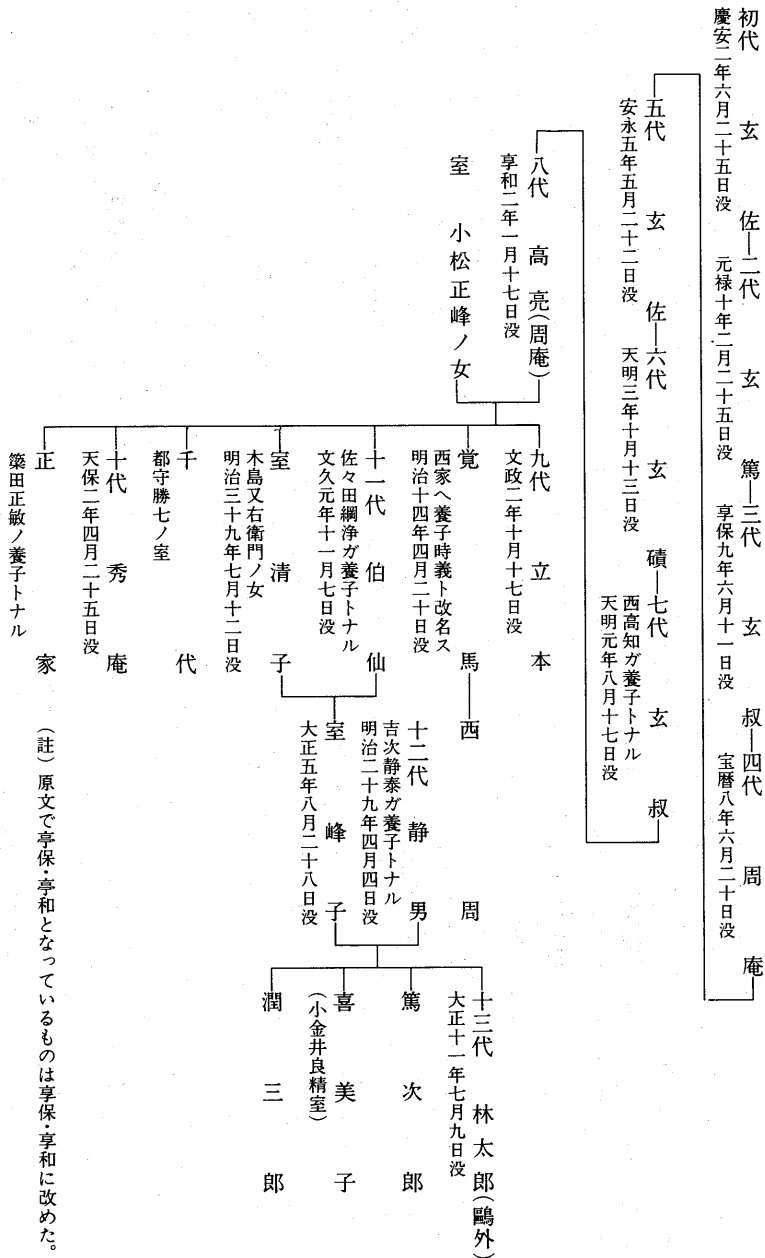 初代 玄佐―二代 玄篤―三代 玄叔―四代 周庵
慶安二年六月二十五日没 元禄十年二月二十五日没 享保九年六月十一日没 宝暦八年六月二十日没
五代 玄佐―六代 玄磧―七代 玄叔
安永五年五月二十二日没 天明三年十月十三日没 西高知ガ養子トナル
天明元年八月十七日没
八代 高亮(周庵)
享和二年一月十七日没
室 小松正峰ノ女
九代 立本
文政二年十月十七日没
覚馬―西周
西家へ養子時義ト改名ス
明治十四年四月二十日没
十一代 伯仙
佐々田綱浄ガ養子トナル
文久元年十一月七日没
室 清子
木島又右衛門ノ女
明治三十九年七月十二日没
千代
都守勝七ノ室
十代 秀庵
天保二年四月二十五日没
正家
築田正敏ノ養子トナル
十二代 静男
吉次静泰ガ養子トナル
明治二十九年四月四日没
室 峰子
大正五年八月二十八日没
十三代 林太郎(鷗外)
大正十一年七月九日没
篤次郎
喜美子
(小金井良精室)
潤三郎
(註)原文で亭保・亭和となっているものは享保・享和に改めた。